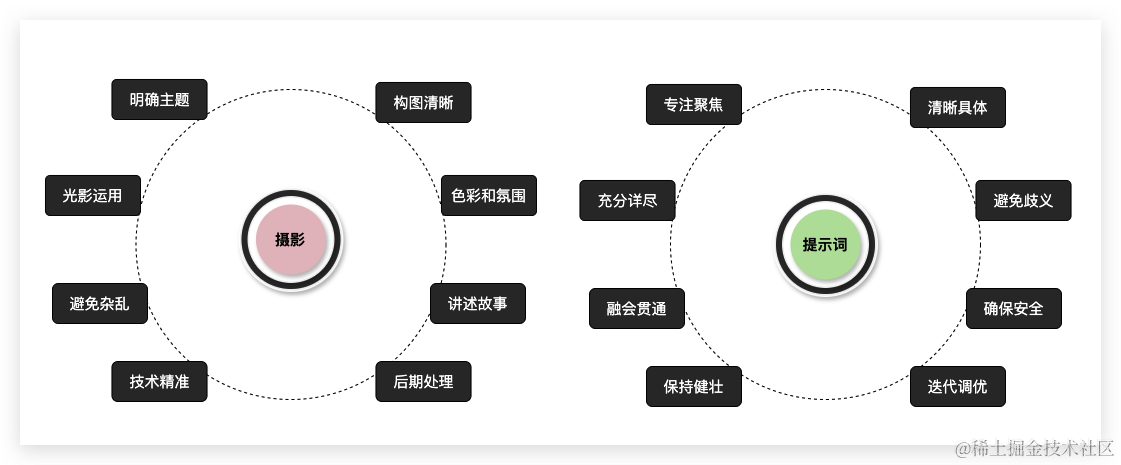 明确主题
构图清晰
光影运用
色彩和氛围
摄影
避免杂乱
讲述故事
技术精准
后期处理
专注聚焦
清晰具体
充分详尽
避免歧义
提示词
融会贯通
确保安全
保持健壮
迭代调优
@稀土掘金技术社区